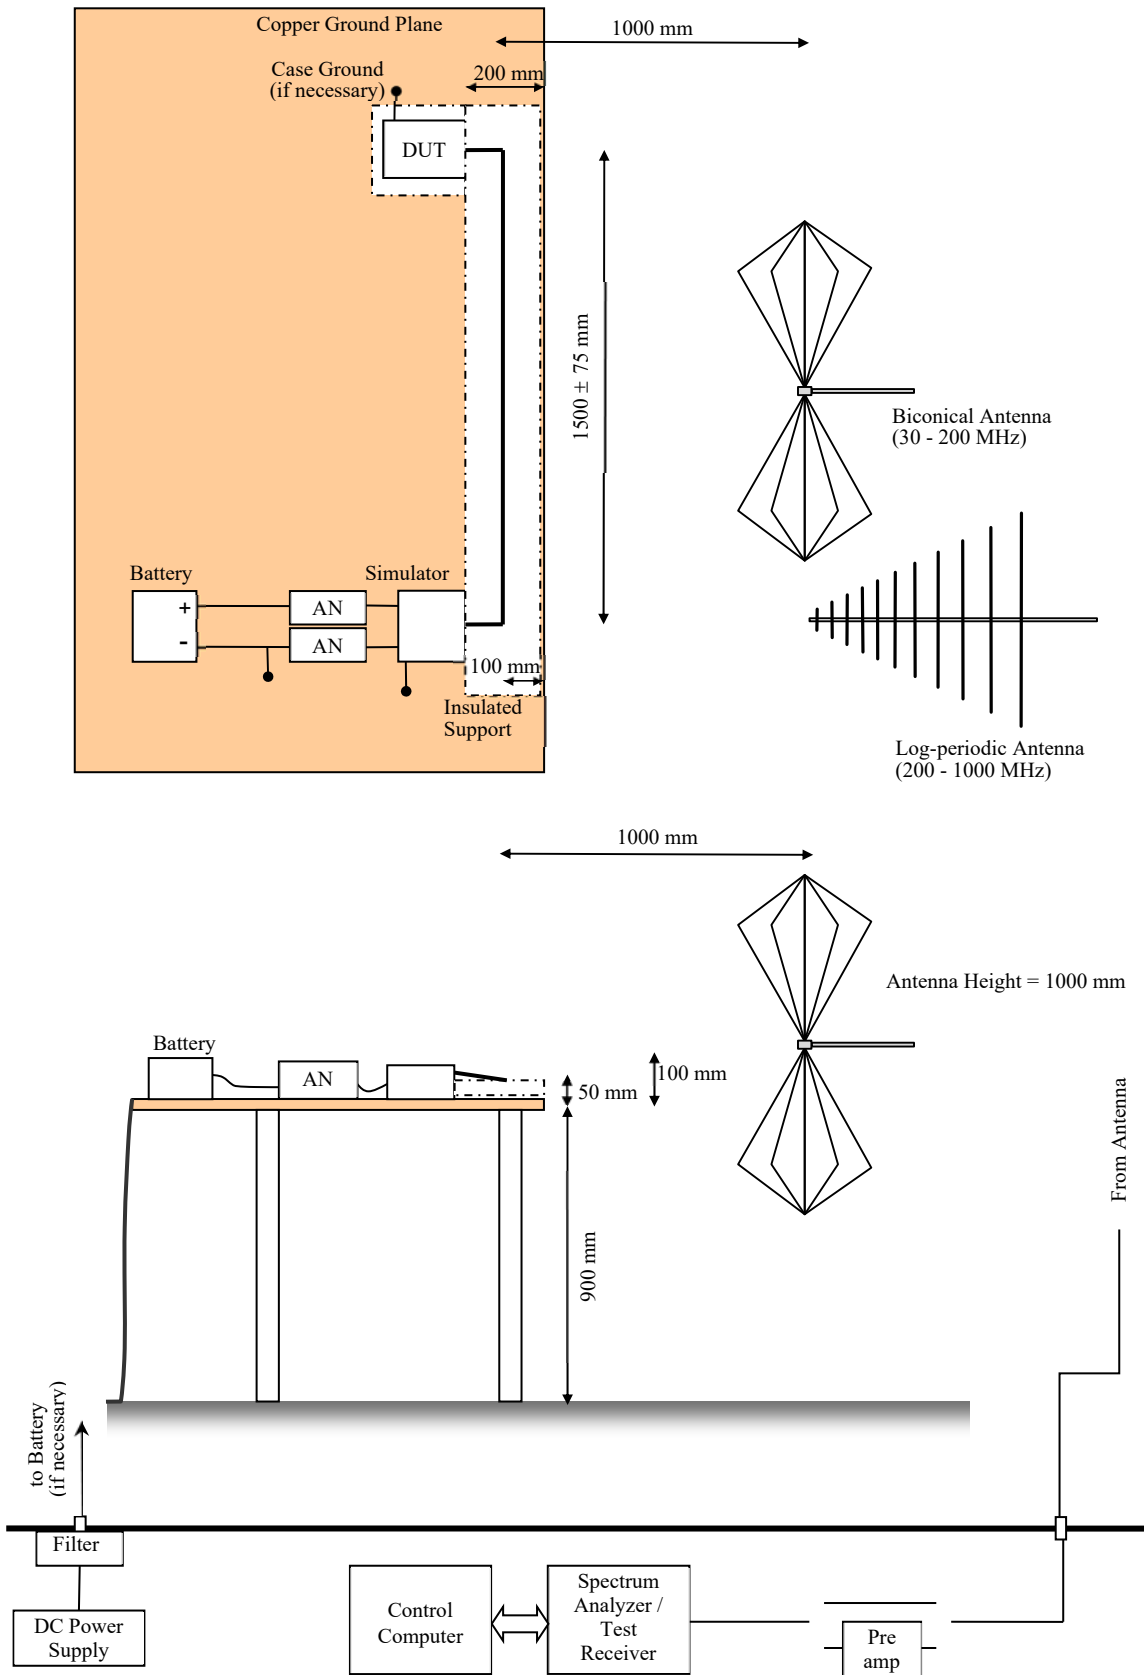 Copper Ground Plane
1000 mm
Case Ground
(if necessary)
200 mm
DUT
1500 ± 75 mm
Biconical Antenna
(30 - 200 MHz)
Battery
Simulator
+
AN
-
AN
100 mm
Insulated
Support
Log-periodic Antenna
(200 - 1000 MHz)
1000 mm
Antenna Height = 1000 mm
Battery
AN
100 mm
50 mm
900 mm
From Antenna
to Battery
(if necessary)
Filter
DC Power
Supply
Control
Computer
Spectrum
Analyzer /
Test
Receiver
Pre
amp